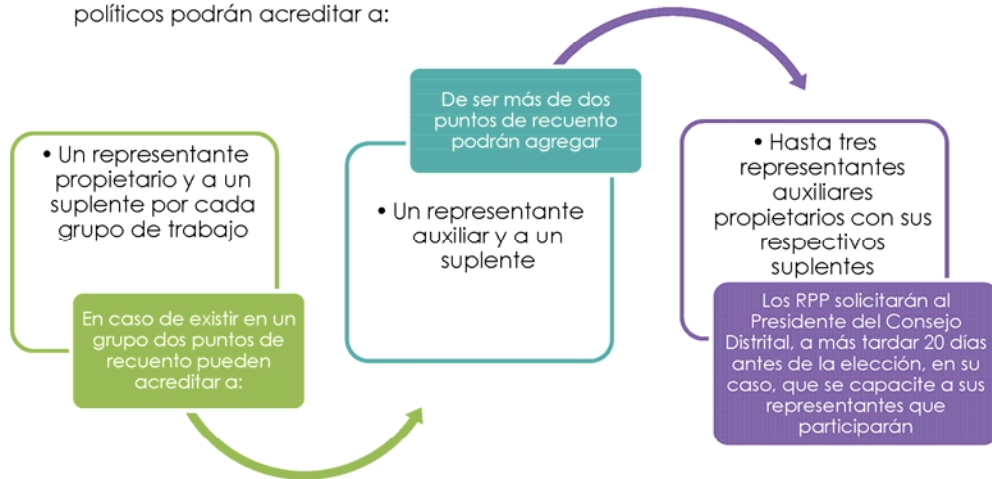 políticos podrán acreditar a:
• Un representante
propietario y a un
suplente por cada
grupo de trabajo
En caso de existir en un
grupo dos puntos de
recuento pueden
acreditar a:
• Un representante
auxiliar y a un
suplente
De ser más de dos
puntos de recuento
podrán agregar
• Hasta tres
representantes
auxiliares
propietarios con sus
respectivos
suplentes
Los RPP solicitarán al
Presidente del Consejo
Distrital, a más tardar 20 días
antes de la elección, en su
caso, que se capacite a sus
representantes que
participarán